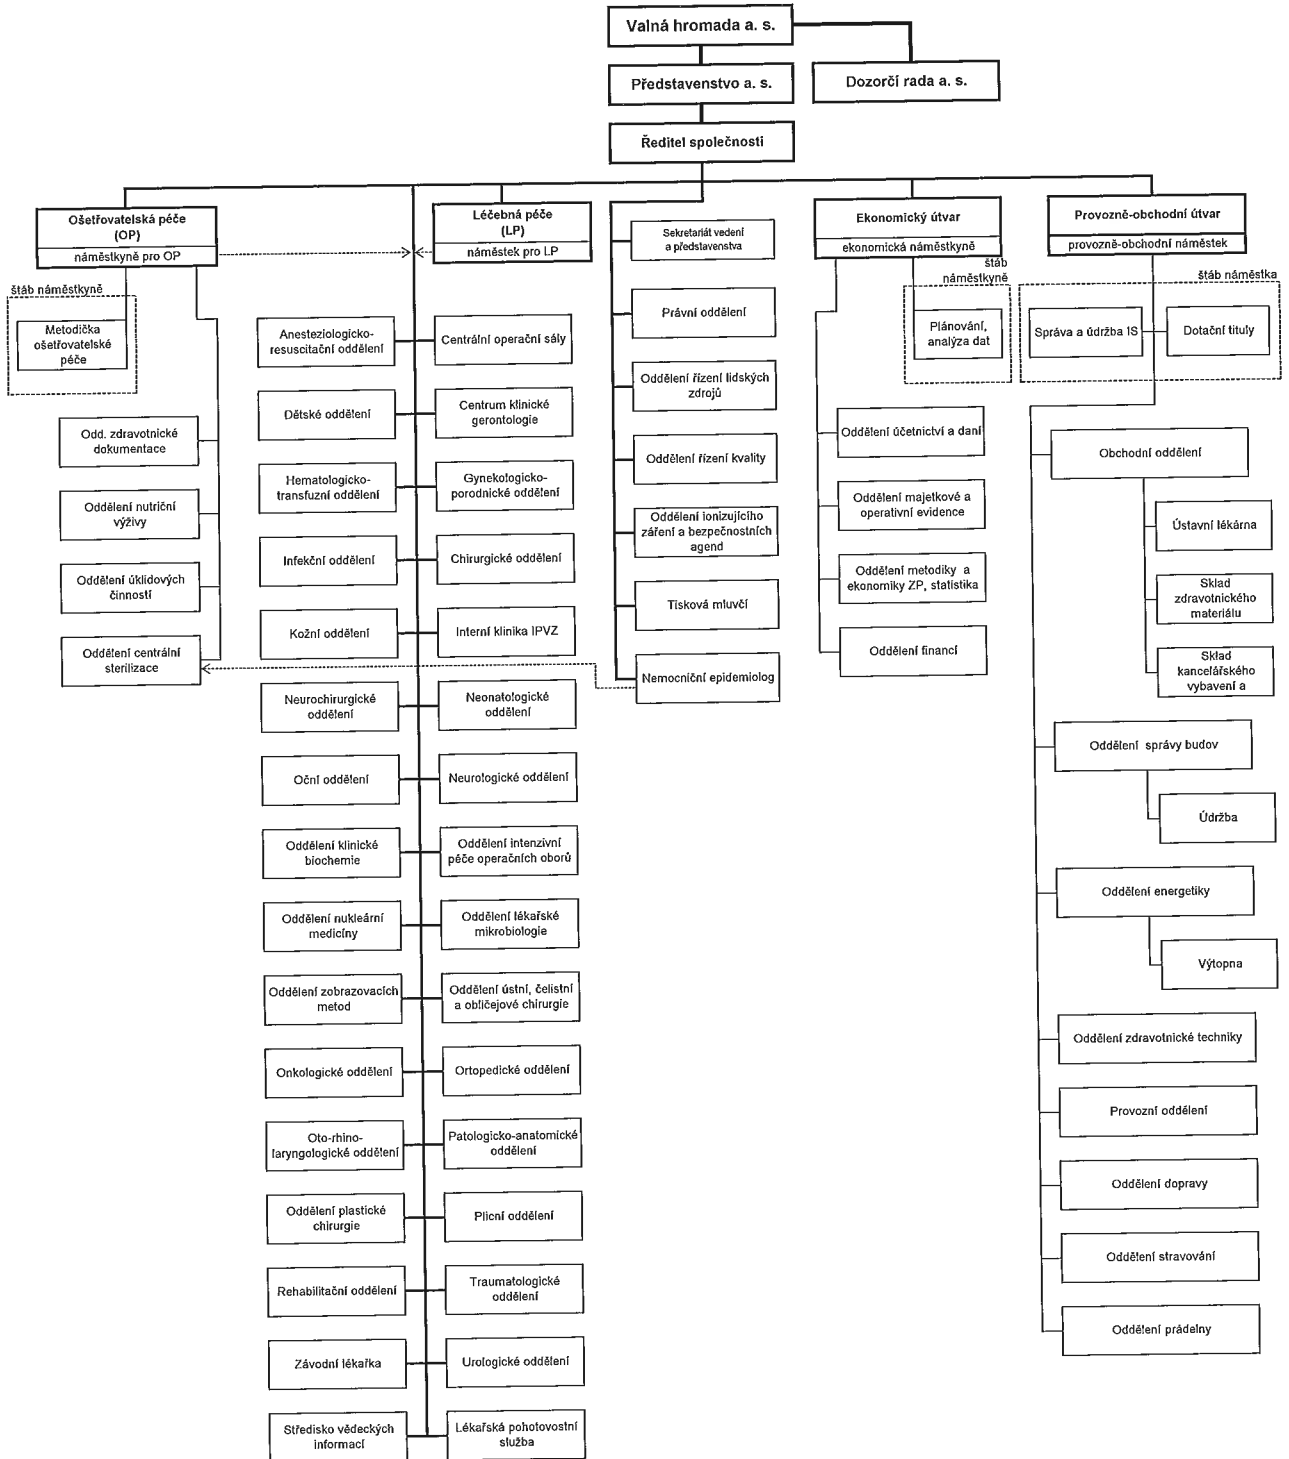 Valná hromada a. s.
Představenstvo a. s.
Dozorčí rada a. s.
Ředitel společnosti
Ošetřovatelská péče
(OP)
náměstkyně pro OP
Léčebná péče
(LP)
náměstek pro LP
Ekonomický útvar
ekonomická náměstkyně
Provozně-obchodní útvar
provozně-obchodní náměstek
štáb náměstkyně
Metodička
ošetřovatelské
péče
Odd. zdravotnické
dokumentace
Oddělení nutriční
výživy
Oddělení úklidových
činností
Oddělení centrální
sterilizace
Anesteziologicko-
resuscitační oddělení
Centrální operační sály
Dětské oddělení
Centrum klinické
gerontologie
Hematologicko-
transfuzní oddělení
Gynekologicko-
porodnické oddělení
Infekční oddělení
Chirurgické oddělení
Kožní oddělení
Interní klinika IPVZ
Neurochirurgické
oddělení
Neonatologické
oddělení
Oční oddělení
Neurologické oddělení
Oddělení klinické
biochemie
Oddělení intenzivní
péče operačních oborů
Oddělení nukleární
medicíny
Oddělení lékařské
mikrobiologie
Oddělení zobrazovacích
metod
Oddělení ústní, čelistní
a obličejové chirurgie
Onkologické oddělení
Ortopedické oddělení
Oto-rhino-
laryngologické oddělení
Patologicko-anatomické
oddělení
Oddělení plastické
chirurgie
Plicní oddělení
Rehabilitační oddělení
Traumatologické
oddělení
Závodní lékařka
Urologické oddělení
Středisko vědeckých
informací
Lékařská pohotovostní
služba
Sekretariát vedení
a představenstva
Právní oddělení
Oddělení řízení lidských
zdrojů
Oddělení řízení kvality
Oddělení ionizujícího
záření a bezpečnostních
agend
Tisková mluvčí
Nemocniční epidemiolog
štáb
náměstkyně
Plánování,
analýza dat
Oddělení účetnictví a daní
Oddělení majetkové a
operativní evidence
Oddělení metodiky a
ekonomiky ZP, statistika
Oddělení financí
štáb náměstka
Správa a údržba IS
Dotační tituly
Obchodní oddělení
Ústavní lékárna
Sklad
zdravotnického
materiálu
Sklad
kancelářského
vybavení a
Oddělení správy budov
Údržba
Oddělení energetiky
Výtopna
Oddělení zdravotnické techniky
Provozní oddělení
Oddělení dopravy
Oddělení stravování
Oddělení prádelny